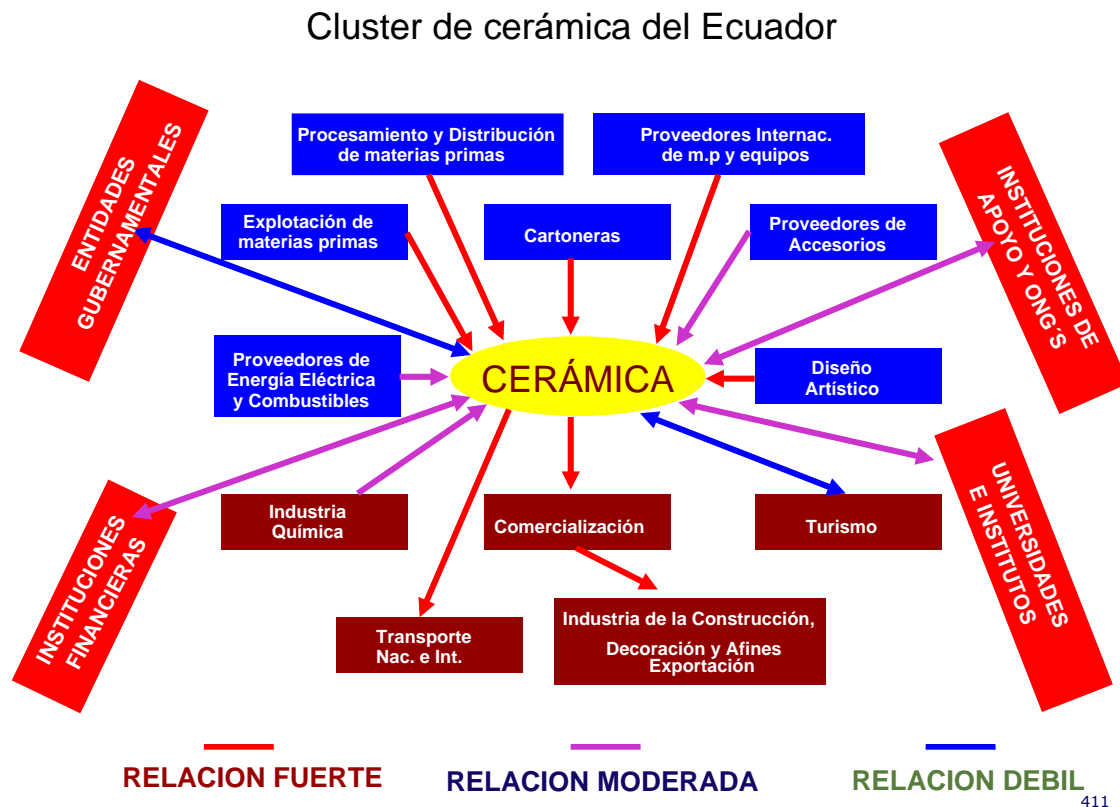 Cluster de cerámica del Ecuador
ENTIDADES
GUBERNAMENTALES
Procesamiento y Distribución
de materias primas
Proveedores Internac.
de m.p y equipos
INSTITUCIONES DE
APOYO Y ONG´S
Explotación de
materias primas
Cartoneras
Proveedores de
Accesorios
Proveedores de
Energía Eléctrica
y Combustibles
CERÁMICA
Diseño
Artístico
INSTITUCIONES
FINANCIERAS
Industria
Química
Comercialización
Turismo
UNIVERSIDADES
E INSTITUTOS
Transporte
Nac. e Int.
Industria de la Construcción,
Decoración y Afines
Exportación
RELACION FUERTE
RELACION MODERADA
RELACION DEBIL
411